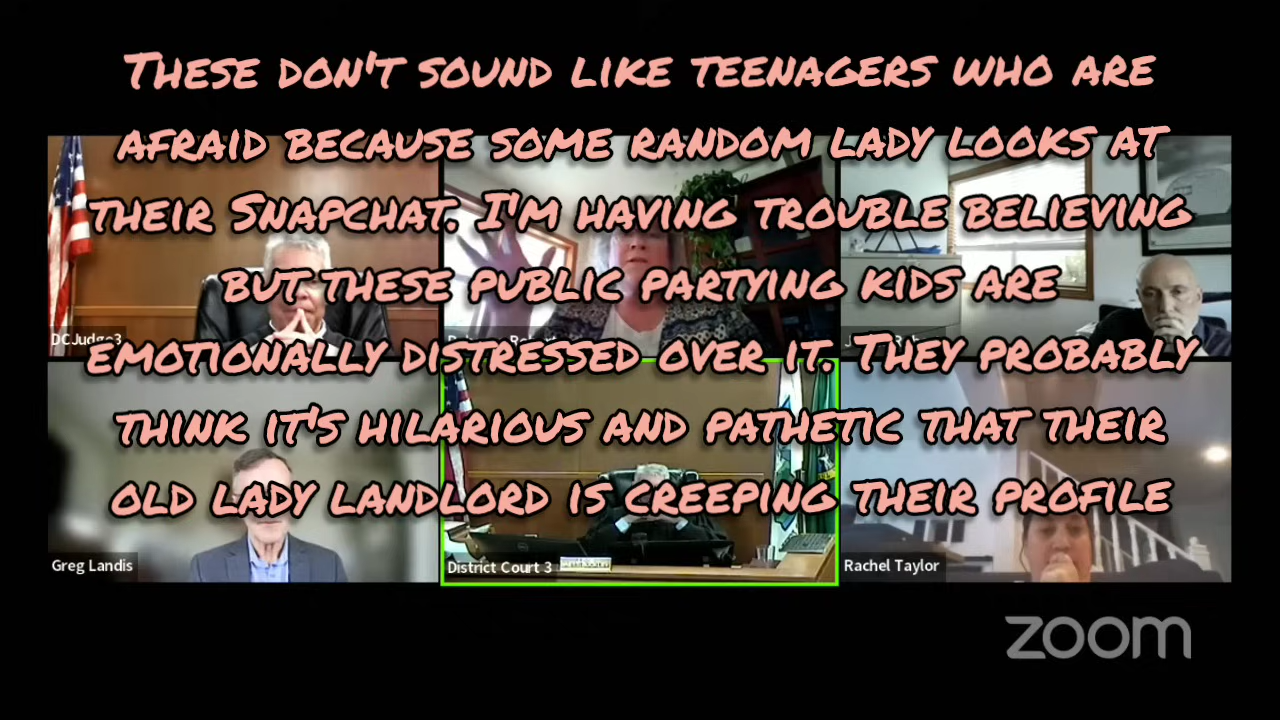 These don't sound like teenagers who are
afraid because some random lady looks at
their Snapchat. I'm having trouble believing
but these public partying kids are
emotionally distressed over it. They probably
think it's hilarious and pathetic that their
old lady landlord is creeping their profile
DCJudge3
Greg Landis
District Court 3
Rachel Taylor
zoom